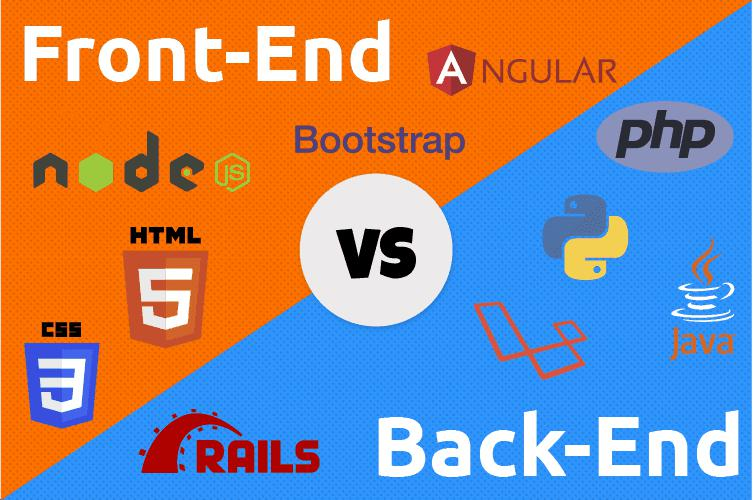 Front-End
ANGULAR
php
Bootstrap
node
JS
HTML
5
VS
Java
CSS
3
RAILS
Back-End